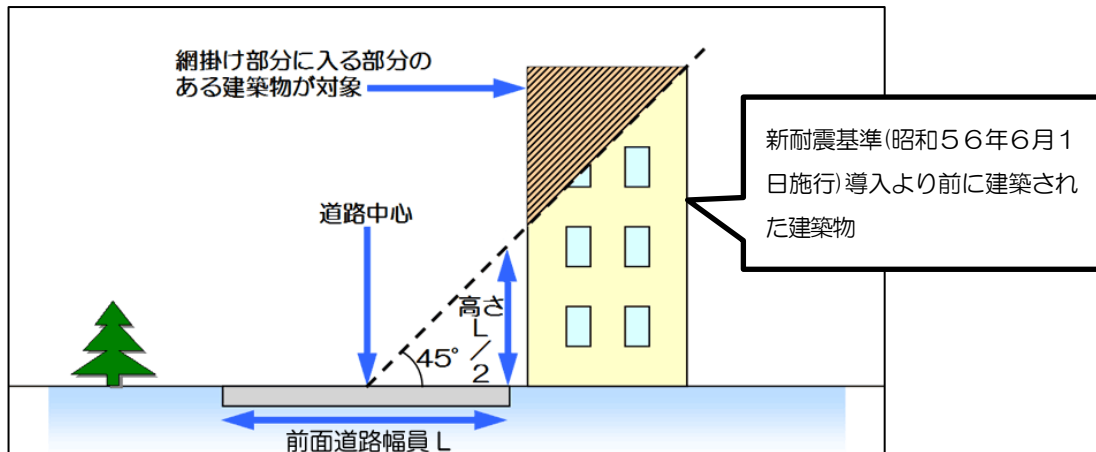 網掛け部分に入る部分の
ある建築物が対象
新耐震基準(昭和５６年６月１
日施行)導入より前に建築され
た建築物
道路中心
高さ
L
／
2
45°
前面道路幅員 L